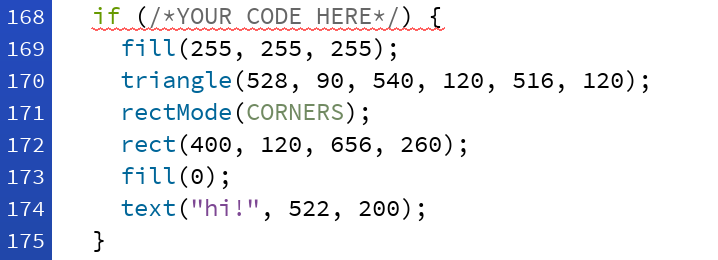 168 if (/*YOUR CODE HERE*/) {
169 fill(255, 255, 255);
170 triangle(528, 90, 540, 120, 516, 120);
171 rectMode(CORNERS);
172 rect(400, 120, 656, 260);
173 fill(0);
174 text("hi!", 522, 200);
175 }